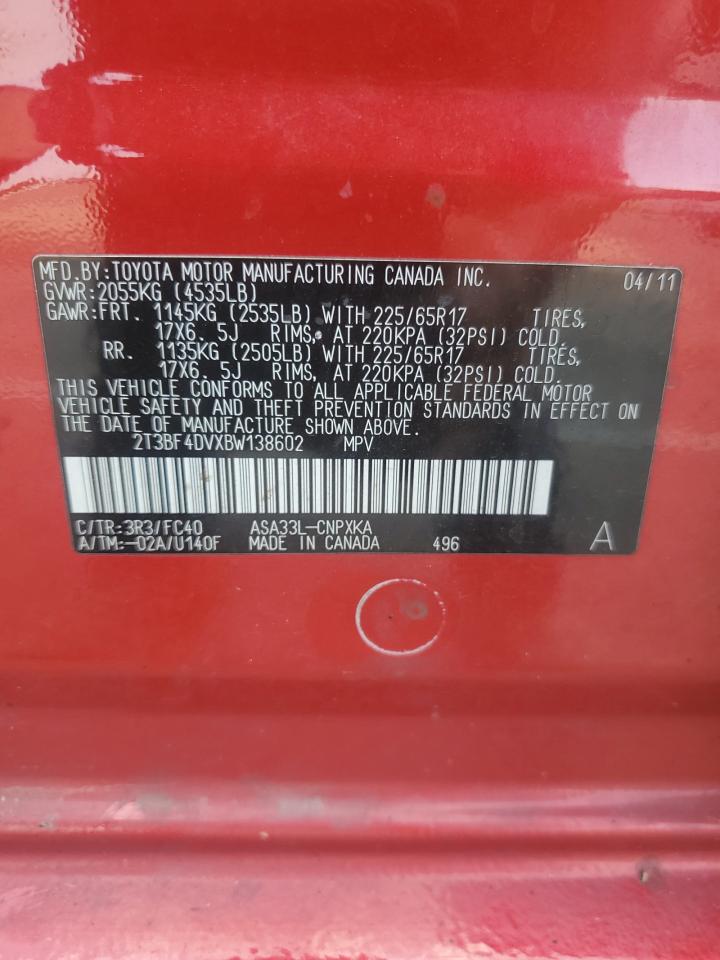 MFD.BY:TOYOTA MOTOR MANUFACTURING CANADA INC. 04/11
GVWR:2055KG (4535LB)
GAWR:FRT. 1145KG (2535LB) WITH 225/65R17 TIRES,
17X6.5J RIMS, AT 220KPA (32PSI) COLD.
RR. 1135KG (2505LB) WITH 225/65R17 TIRES,
17X6.5J RIMS, AT 220KPA (32PSI) COLD.
THIS VEHICLE CONFORMS TO ALL APPLICABLE FEDERAL MOTOR
VEHICLE SAFETY AND THEFT PREVENTION STANDARDS IN EFFECT ON
THE DATE OF MANUFACTURE SHOWN ABOVE.
2T3BF4DVXBW138602 MPV
C/TR:3R3/FC40 ASA33L-CNPXKA
A/TM:-02A/U140F MADE IN CANADA 496 A